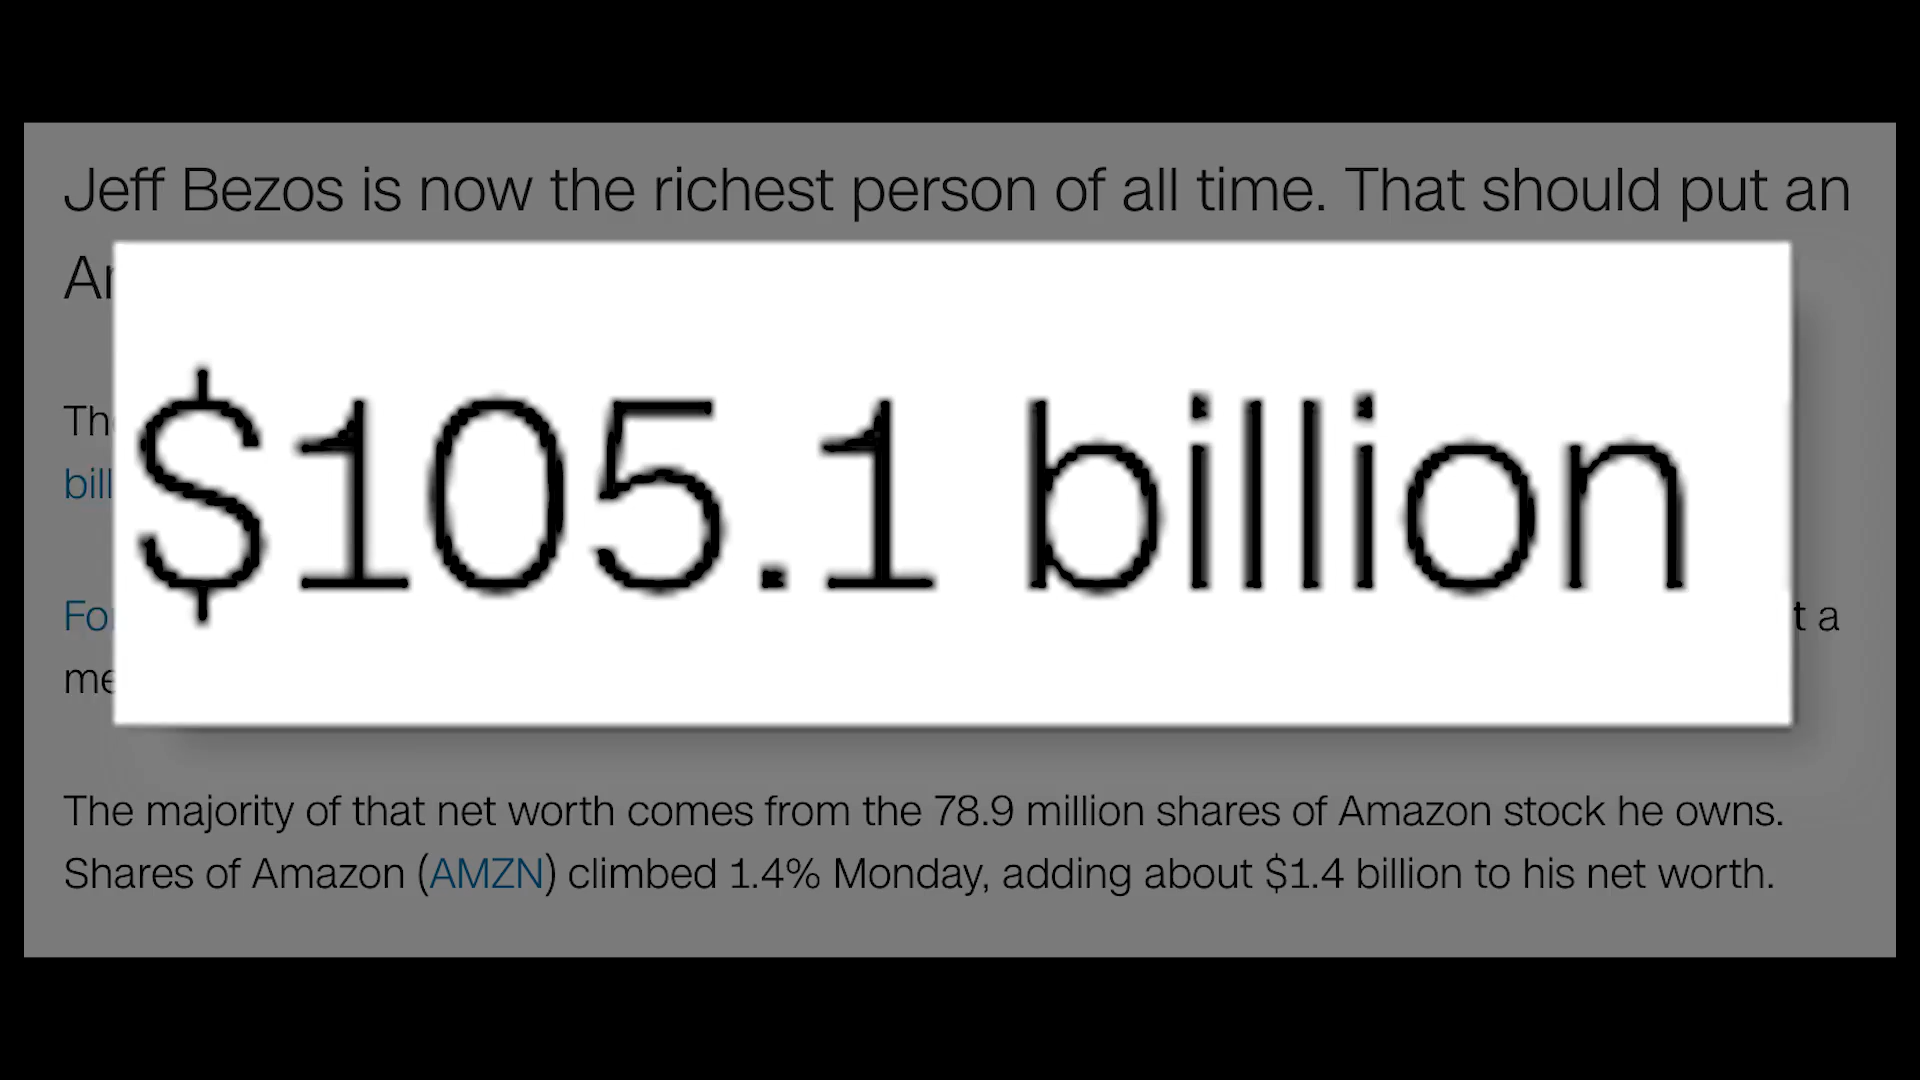 Jeff Bezos is now the richest person of all time. That should put an
$105.1 billion
t a
The majority of that net worth comes from the 78.9 million shares of Amazon stock he owns.
Shares of Amazon (AMZN) climbed 1.4% Monday, adding about $1.4 billion to his net worth.